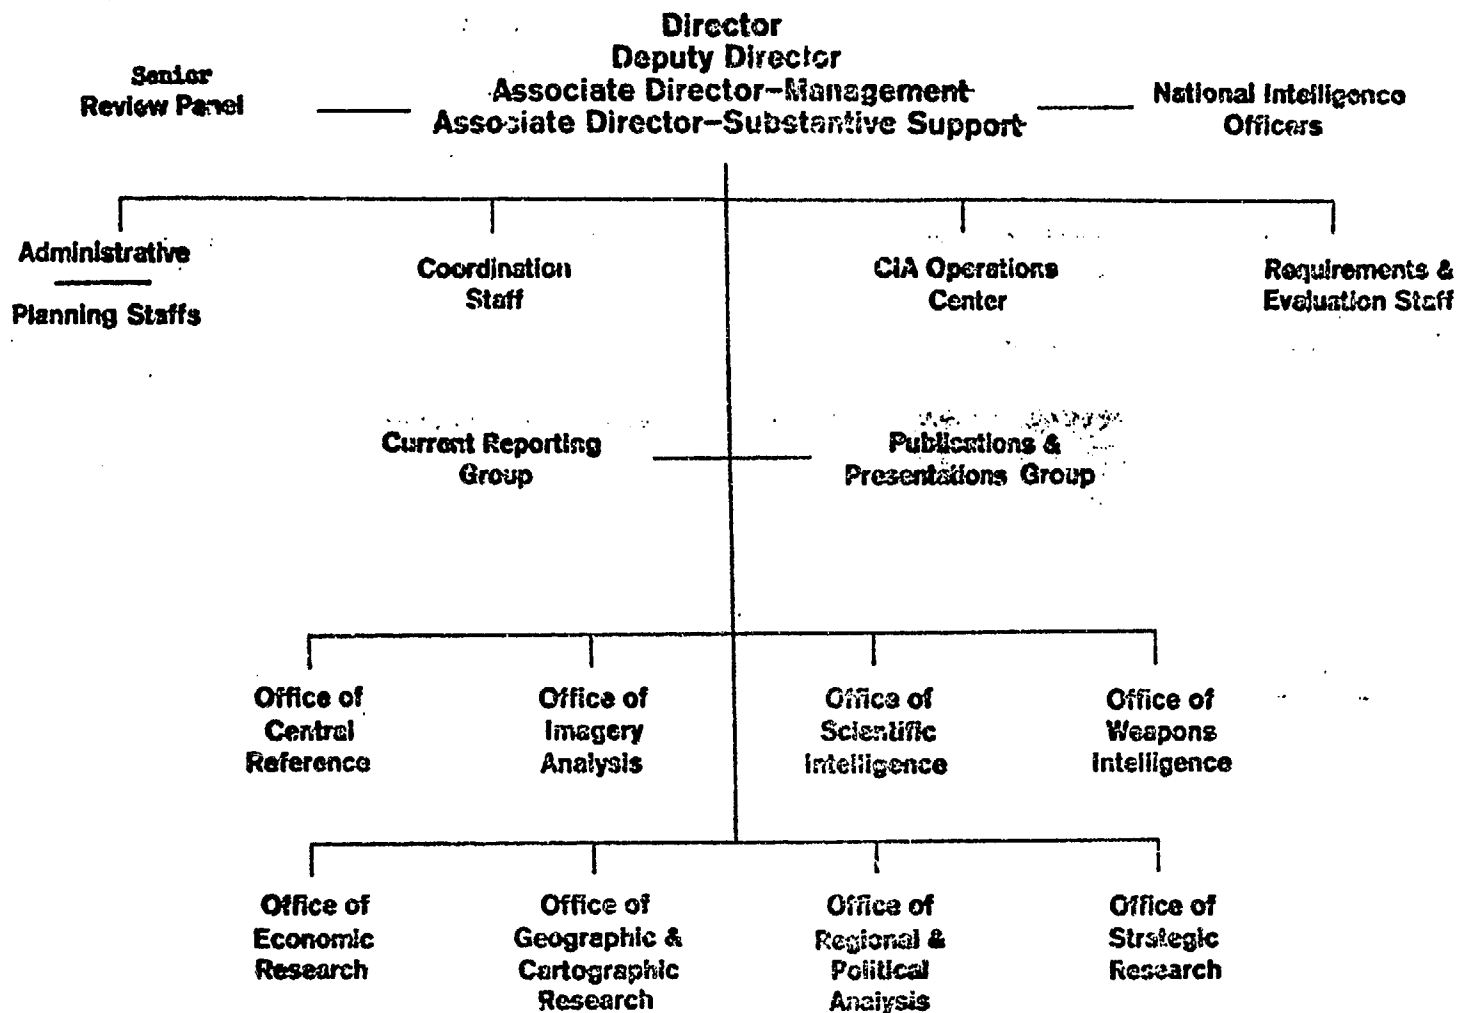 Director
Deputy Director
Associate Director–Management
Associate Director–Substantive Support
Senior
Review Panel
National Intelligence
Officers
Administrative
Planning Staffs
Coordination
Staff
CIA Operations
Center
Requirements &
Evaluation Staff
Current Reporting
Group
Publications &
Presentations Group
Office of
Central
Reference
Office of
Imagery
Analysis
Office of
Scientific
Intelligence
Office of
Weapons
Intelligence
Office of
Economic
Research
Office of
Geographic &
Cartographic
Research
Office of
Regional &
Political
Analysis
Office of
Strategic
Research